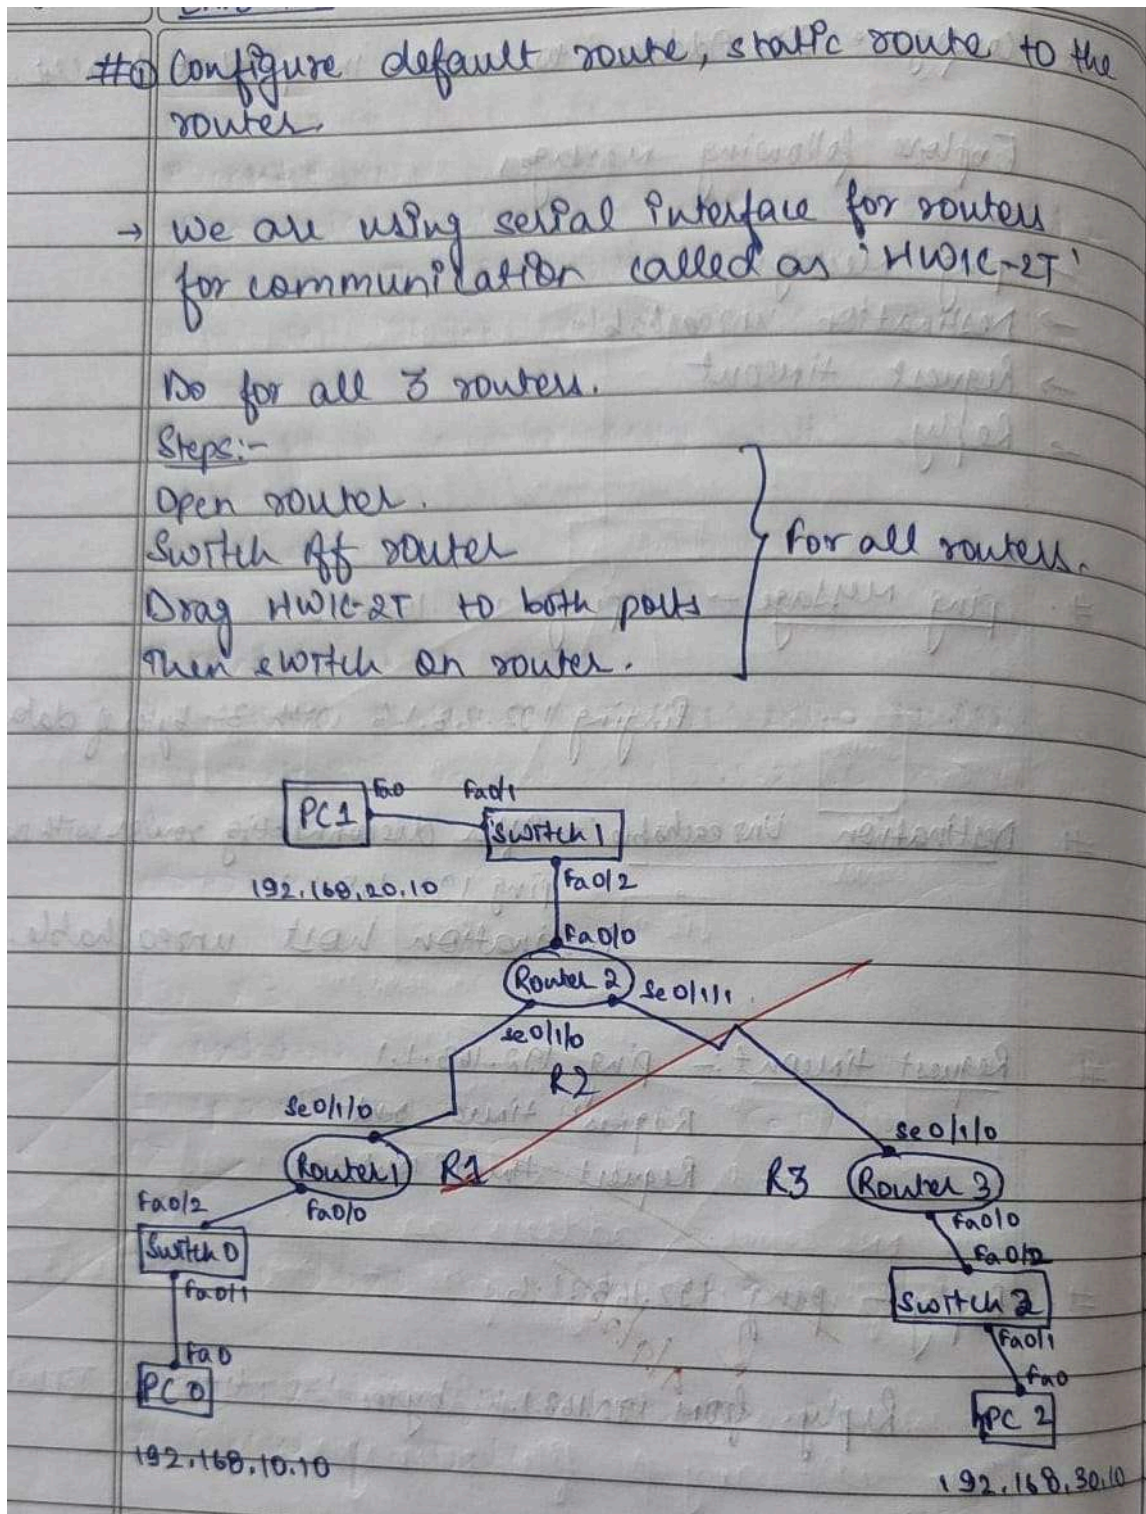 #① Configure default route, static route to the
router.
→ We are using serial interface for routers
for communication called as 'HWIC-2T'
Do for all 3 routers.
Steps:-
Open router.
Switch off router
Drag HWIC-2T to both ports
Then switch on router.
for all routers.
PC1
Fa0
Fa0/1
Switch 1
192.168.20.10
Fa0/2
Fa0/0
Router 2
Se0/1/1
Se0/1/0
R2
Se0/1/0
Router 1
R1
Fa0/2
Fa0/0
Switch 0
Fa0/1
Fa0
PC0
192.168.10.10
Se0/1/0
R3
Router 3
Fa0/0
Fa0/2
Switch 2
Fa0/1
Fa0
PC 2
192.168.30.10